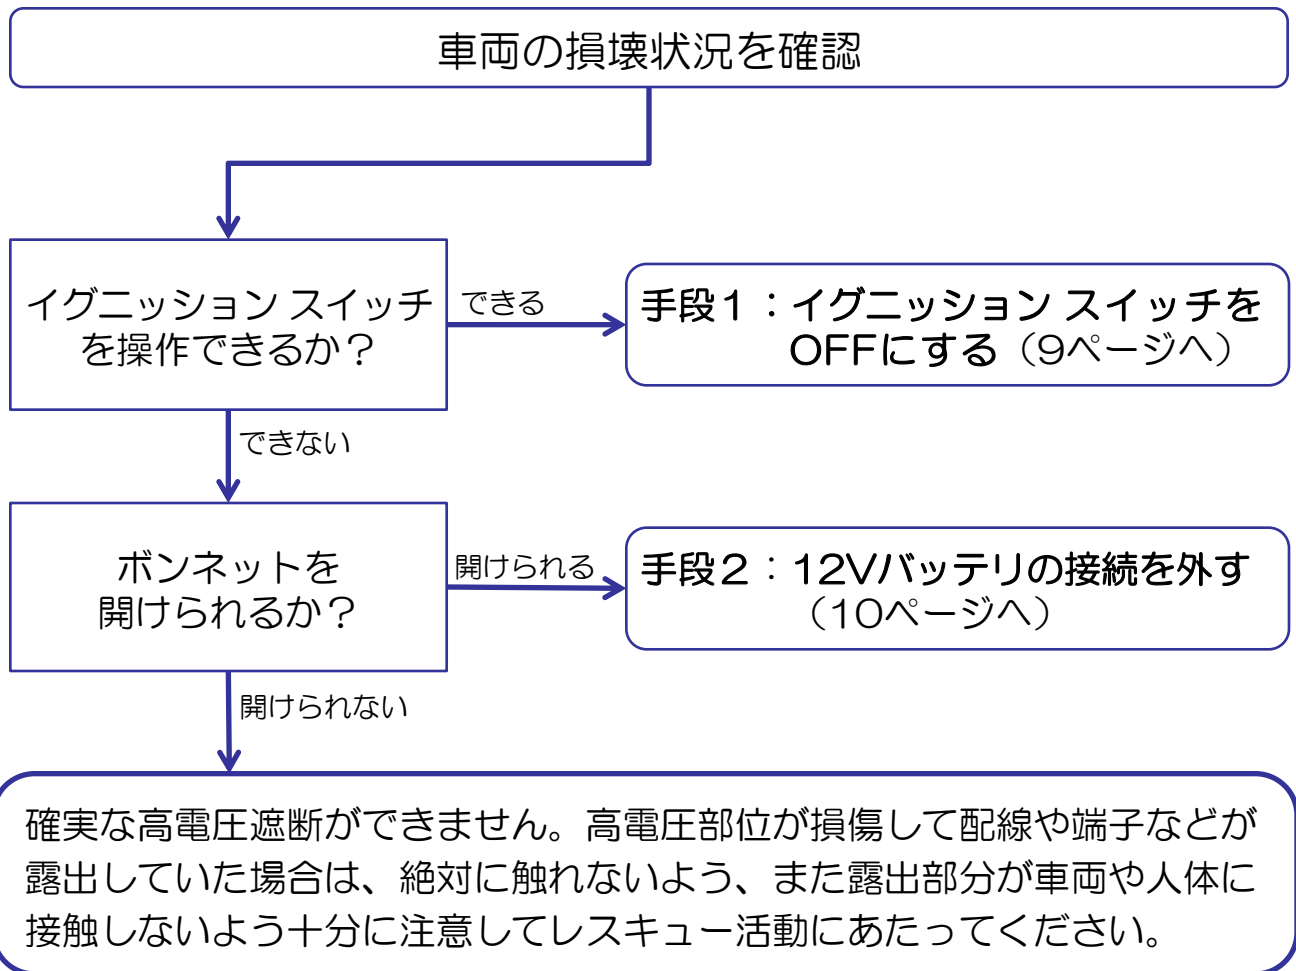 車両の損壊状況を確認
イグニッション スイッチ
を操作できるか？
できる
手段１：イグニッション スイッチを
OFFにする（9ページへ）
できない
ボンネットを
開けられるか？
開けられる
手段２：12Vバッテリの接続を外す
（10ページへ）
開けられない
確実な高電圧遮断ができません。高電圧部位が損傷して配線や端子などが
露出していた場合は、絶対に触れないよう、また露出部分が車両や人体に
接触しないよう十分に注意してレスキュー活動にあたってください。